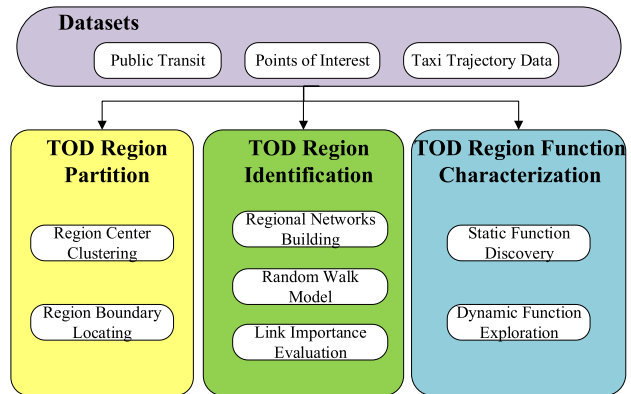 Datasets
Public Transit
Points of Interest
Taxi Trajectory Data
TOD Region
Partition
Region Center
Clustering
Region Boundary
Locating
TOD Region
Identification
Regional Networks
Building
Random Walk
Model
Link Importance
Evaluation
TOD Region Function
Characterization
Static Function
Discovery
Dynamic Function
Exploration